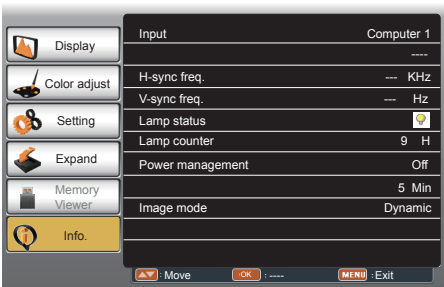 Display
Color adjust
Setting
Expand
Memory
Viewer
Info.
Input Computer 1
----
H-sync freq. --- KHz
V-sync freq. --- Hz
Lamp status
Lamp counter 9 H
Power management Off
5 Min
Image mode Dynamic
: Move OK : ---- MENU : Exit